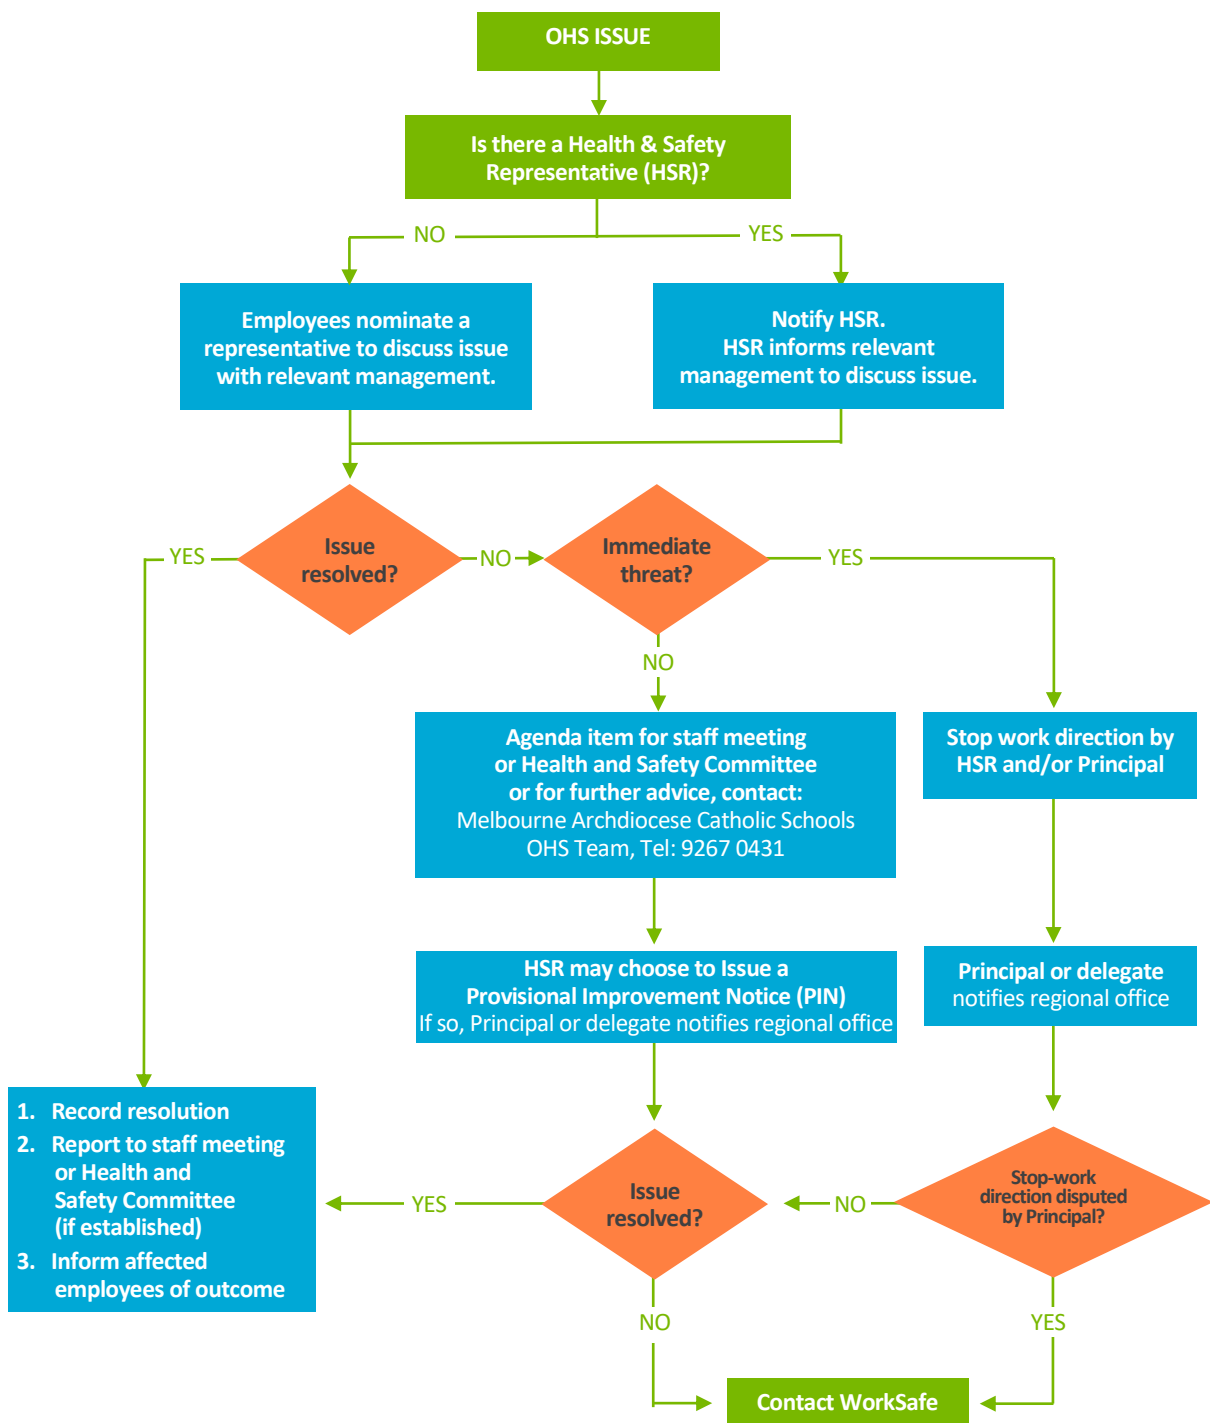 OHS ISSUE
Is there a Health & Safety
Representative (HSR)?
NO
YES
Employees nominate a
representative to discuss issue
with relevant management.
Notify HSR.
HSR informs relevant
management to discuss issue.
YES
Issue
resolved?
NO
Immediate
threat?
YES
NO
Agenda item for staff meeting
or Health and Safety Committee
or for further advice, contact:
Melbourne Archdiocese Catholic Schools
OHS Team, Tel: 9267 0431
Stop work direction by
HSR and/or Principal
HSR may choose to Issue a
Provisional Improvement Notice (PIN)
If so, Principal or delegate notifies regional office
Principal or delegate
notifies regional office
1. Record resolution
2. Report to staff meeting
or Health and
Safety Committee
(if established)
3. Inform affected
employees of outcome
YES
Issue
resolved?
NO
Stop-work
direction disputed
by Principal?
NO
YES
Contact WorkSafe